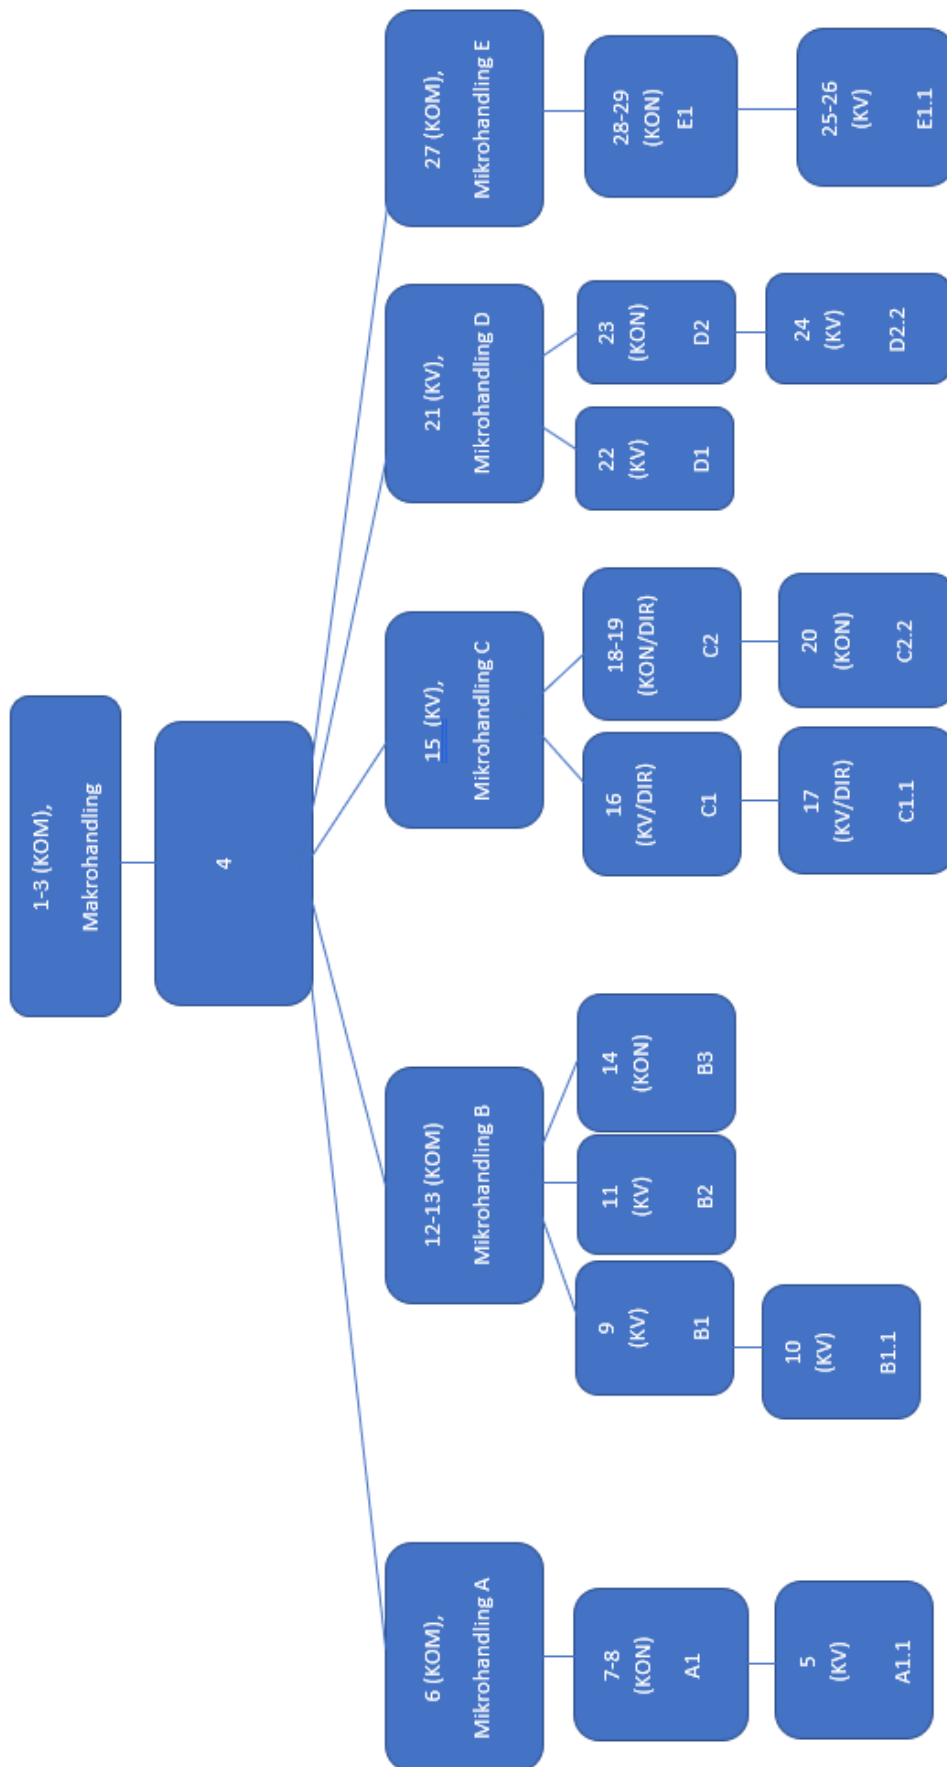 1-3 (KOM),
Makrohandling
4
6 (KOM),
Mikrohandling A
12-13 (KOM)
Mikrohandling B
15  (KV),
Mikrohandling C
21 (KV),
Mikrohandling D
27 (KOM),
Mikrohandling E
7-8
(KON)
A1
9
(KV)
B1
11
(KV)
B2
14
(KON)
B3
16
(KV/DIR)
C1
18-19
(KON/DIR)
C2
22
(KV)
D1
23
(KON)
D2
28-29
(KON)
E1
5
(KV)
A1.1
10
(KV)
B1.1
17
(KV/DIR)
C1.1
20
(KON)
C2.2
24
(KV)
D2.2
25-26
(KV)
E1.1